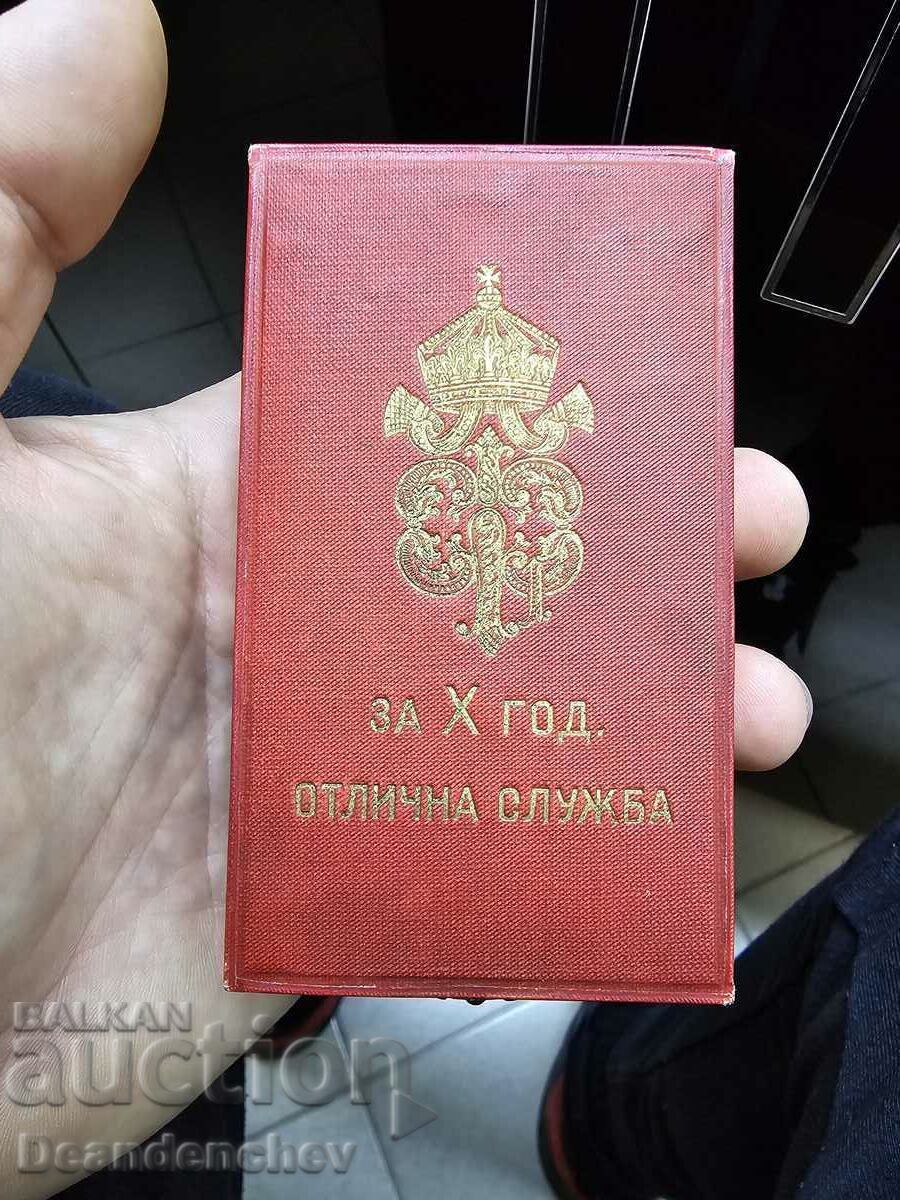 ЗА X ГОД.
ОТЛИЧНА СЛУЖБА
BALKAN
auction
Deandenchev